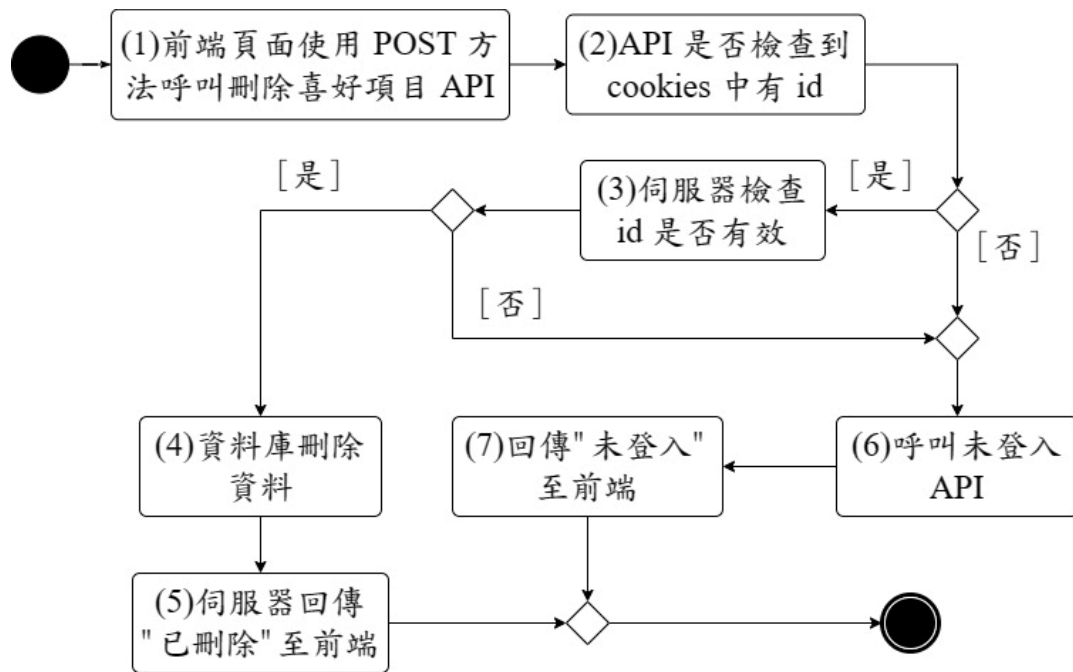 (1)前端頁面使用 POST 方
法呼叫刪除喜好項目 API
(2)API 是否檢查到
cookies 中有 id
[是]
(3)伺服器檢查
id 是否有效
[是]
[否]
[否]
(4)資料庫刪除
資料
(7)回傳"未登入"
至前端
(6)呼叫未登入
API
(5)伺服器回傳
"已刪除"至前端